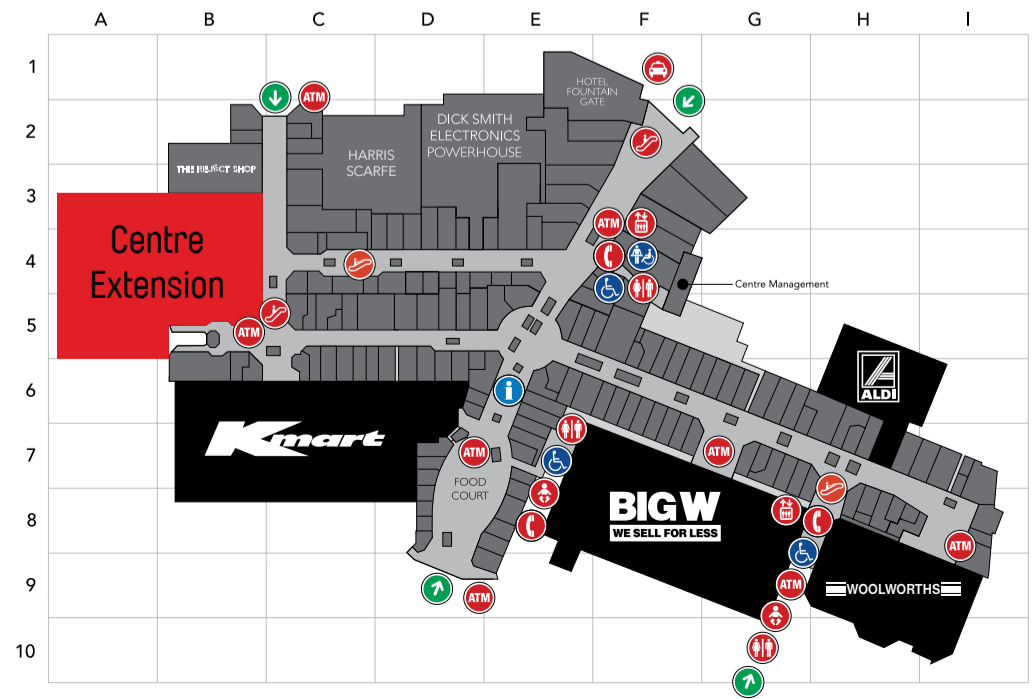 A B C D E F G H I
1
2
3
4
5
6
7
8
9
10
ATM
HOTEL
FOUNTAIN
GATE
DICK SMITH
ELECTRONICS
POWERHOUSE
HARRIS
SCARFE
THE REJECT SHOP
Centre
Extension
ATM
Centre Management
ATM
ALDI
i
Kmart
ATM
FOOD
COURT
ATM
BIG W
WE SELL FOR LESS
ATM
ATM
WOOLWORTHS
ATM